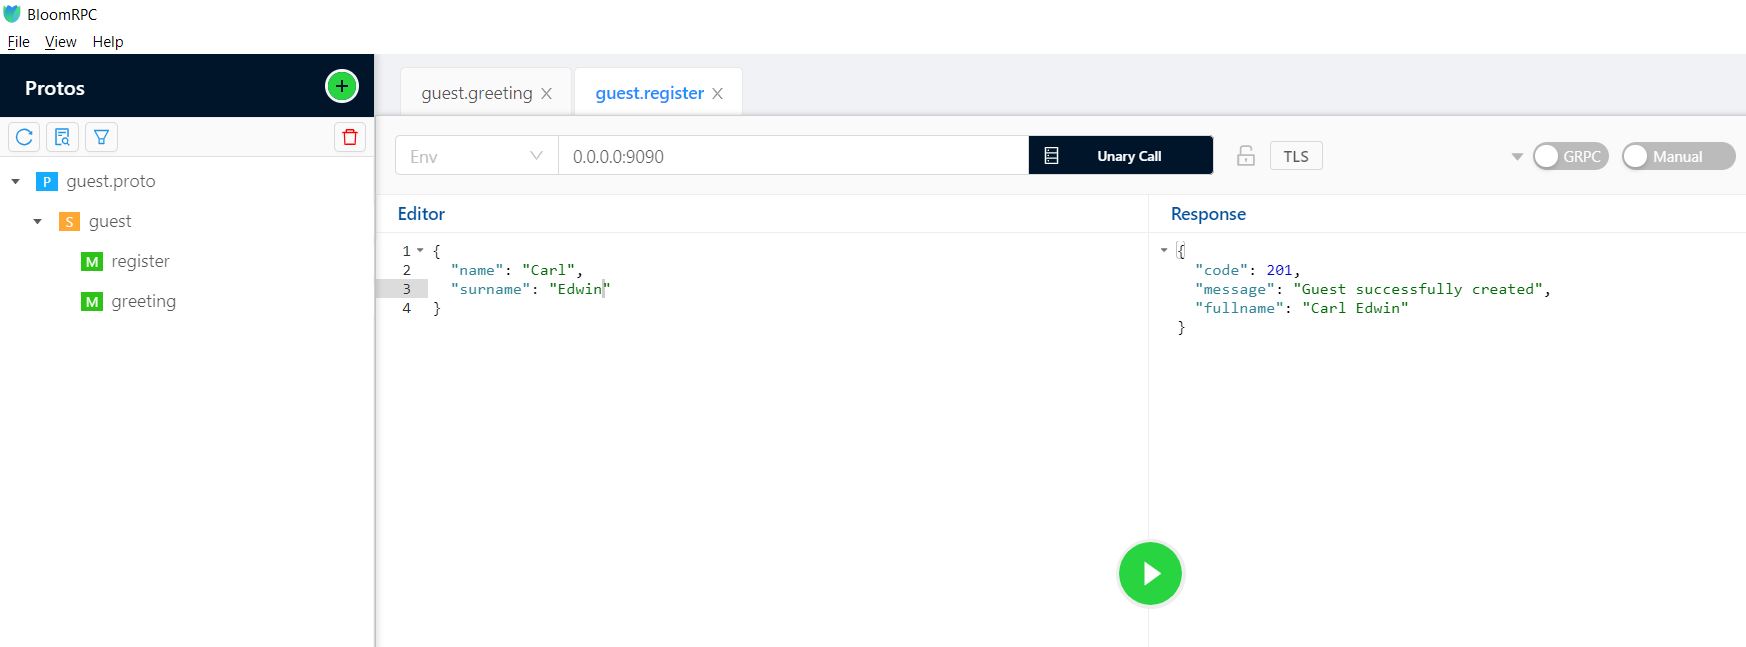 BloomRPC
File View Help
Protos
guest.greeting
guest.register
Env
0.0.0.0:9090
Unary Call
TLS
GRPC
Manual
P guest.proto
S guest
M register
M greeting
Editor
1 {
2 "name": "Carl",
3 "surname": "Edwin"
4 }
Response
{
"code": 201,
"message": "Guest successfully created",
"fullname": "Carl Edwin"
}